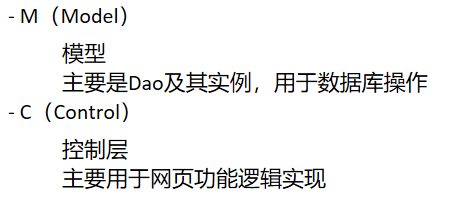 - M（Model）
模型
主要是Dao及其实例，用于数据库操作
- C（Control）
控制层
主要用于网页功能逻辑实现